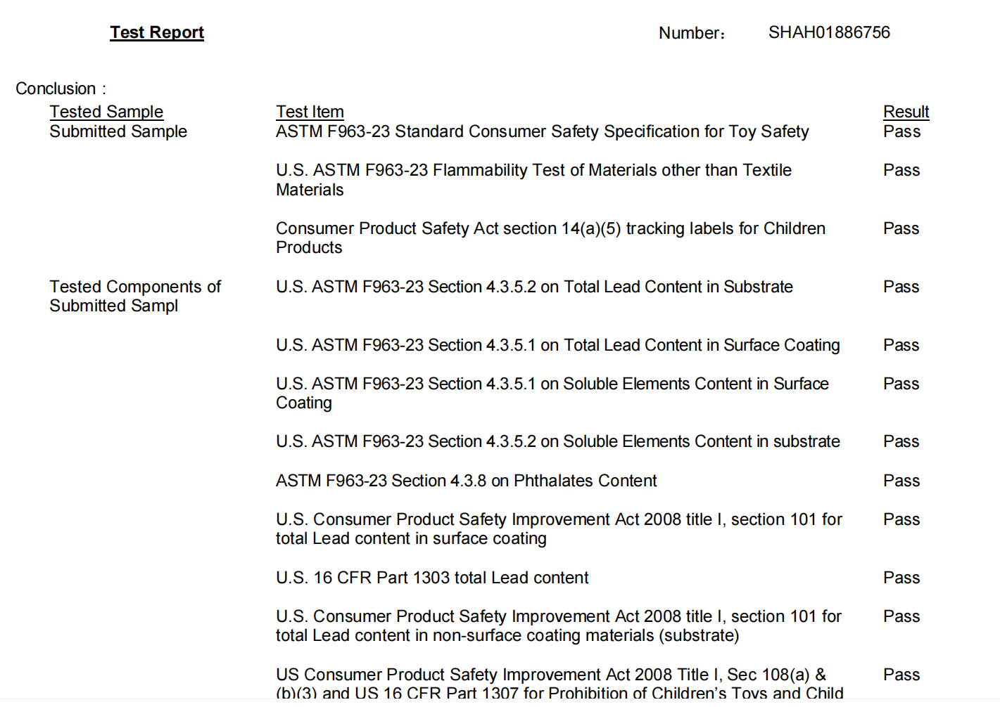 Test Report Number： SHAH01886756
Conclusion :
Tested Sample Test Item Result
Submitted Sample ASTM F963-23 Standard Consumer Safety Specification for Toy Safety Pass
U.S. ASTM F963-23 Flammability Test of Materials other than Textile Pass
Materials
Consumer Product Safety Act section 14(a)(5) tracking labels for Children Pass
Products
Tested Components of U.S. ASTM F963-23 Section 4.3.5.2 on Total Lead Content in Substrate Pass
Submitted Sampl
U.S. ASTM F963-23 Section 4.3.5.1 on Total Lead Content in Surface Coating Pass
U.S. ASTM F963-23 Section 4.3.5.1 on Soluble Elements Content in Surface Pass
Coating
U.S. ASTM F963-23 Section 4.3.5.2 on Soluble Elements Content in substrate Pass
ASTM F963-23 Section 4.3.8 on Phthalates Content Pass
U.S. Consumer Product Safety Improvement Act 2008 title I, section 101 for Pass
total Lead content in surface coating
U.S. 16 CFR Part 1303 total Lead content Pass
U.S. Consumer Product Safety Improvement Act 2008 title I, section 101 for Pass
total Lead content in non-surface coating materials (substrate)
US Consumer Product Safety Improvement Act 2008 Title I, Sec 108(a) & Pass
(b)(3) and US 16 CFR Part 1307 for Prohibition of Children’s Toys and Child